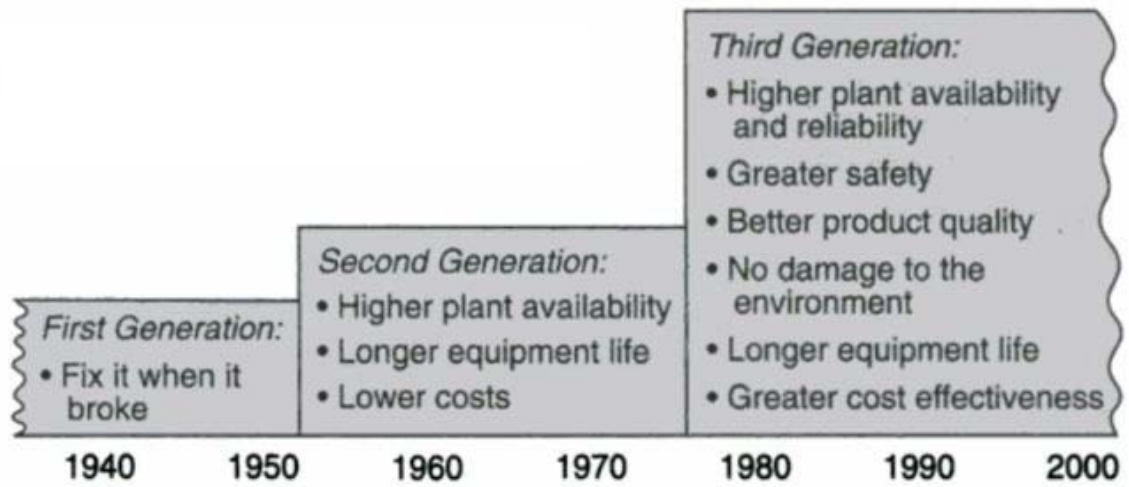 First Generation:
• Fix it when it
broke
Second Generation:
• Higher plant availability
• Longer equipment life
• Lower costs
Third Generation:
• Higher plant availability
and reliability
• Greater safety
• Better product quality
• No damage to the
environment
• Longer equipment life
• Greater cost effectiveness
1940 1950 1960 1970 1980 1990 2000